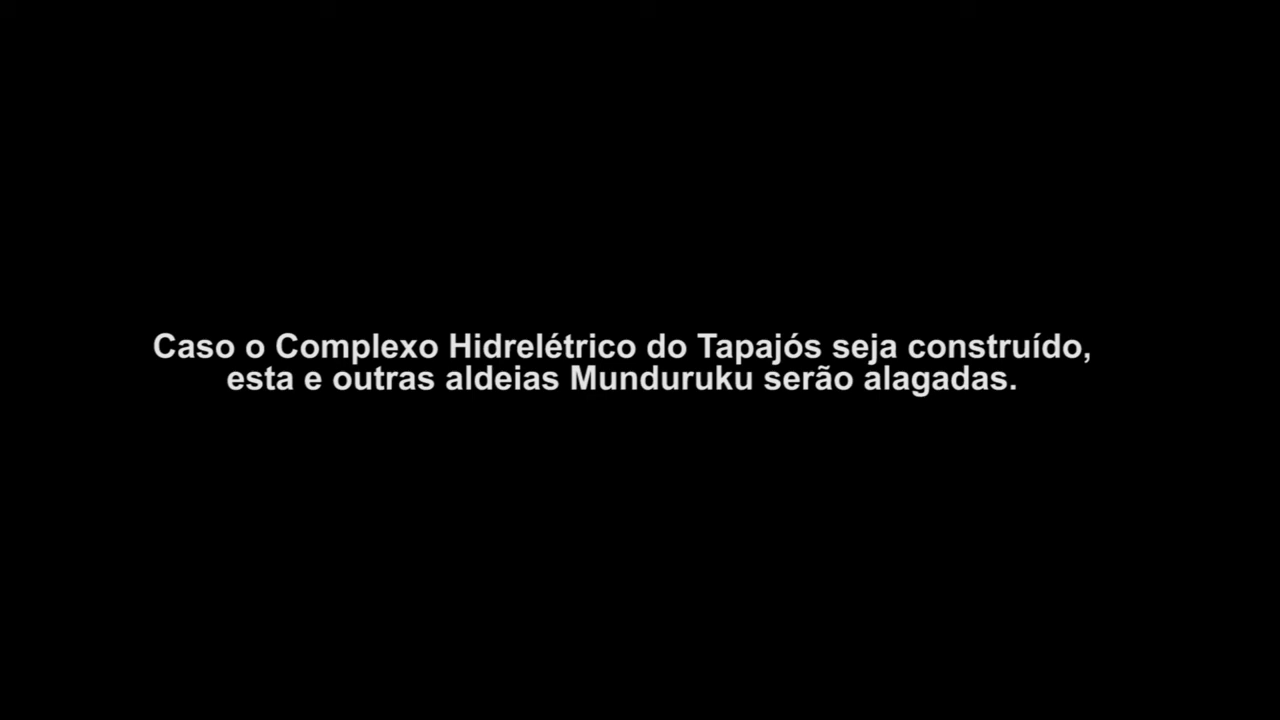 Caso o Complexo Hidrelétrico do Tapajós seja construído,
esta e outras aldeias Munduruku serão alagadas.